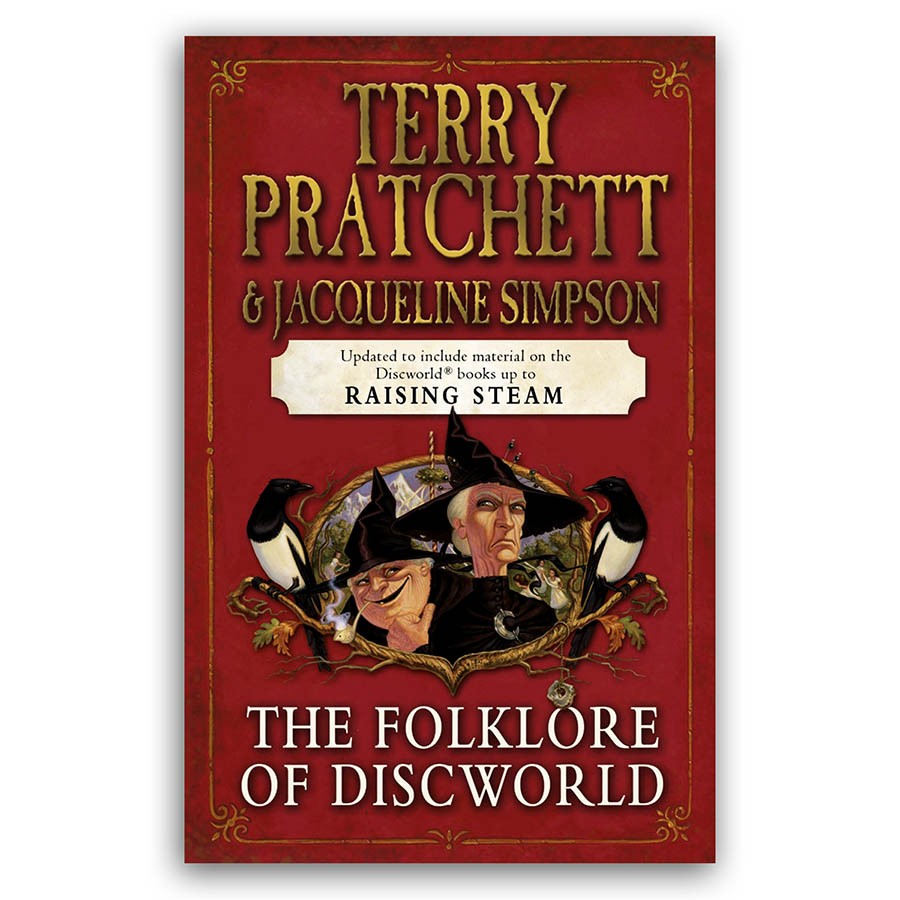 TERRY
PRATCHETT
& JACQUELINE SIMPSON
Updated to include material on the
Discworld® books up to
RAISING STEAM
THE FOLKLORE
OF DISCWORLD